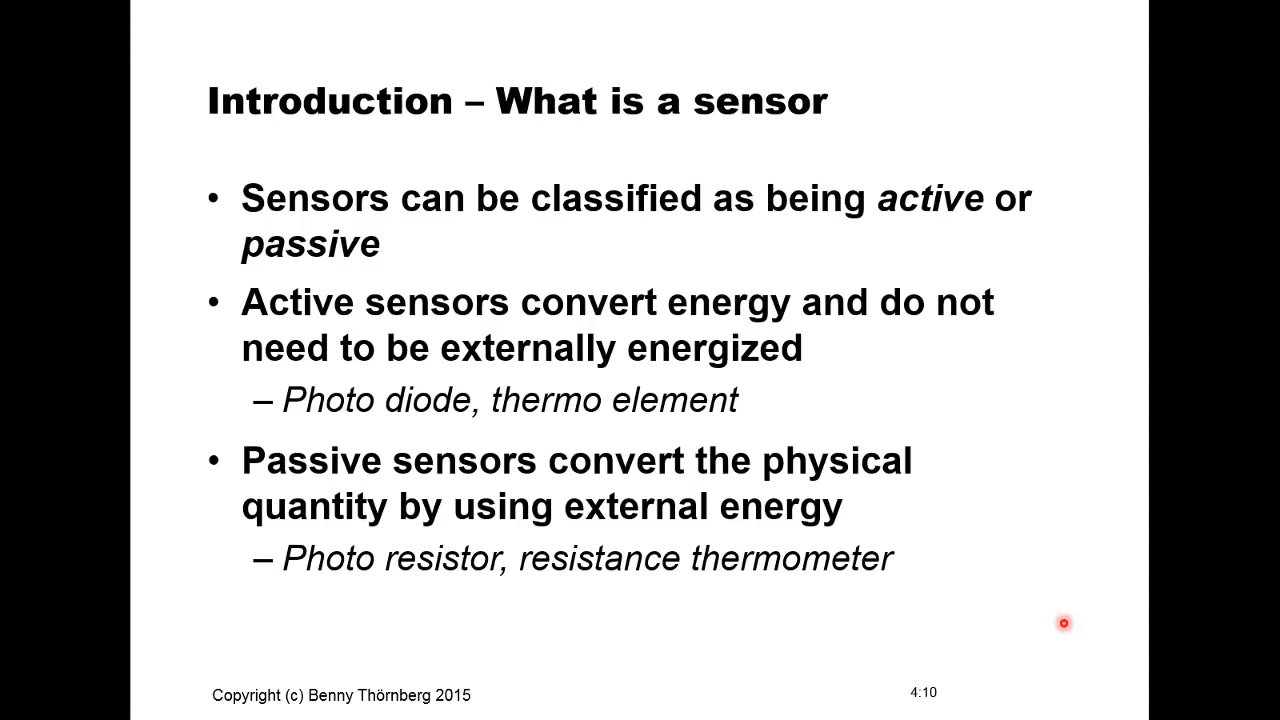 Introduction – What is a sensor
• Sensors can be classified as being active or
passive
• Active sensors convert energy and do not
need to be externally energized
– Photo diode, thermo element
• Passive sensors convert the physical
quantity by using external energy
– Photo resistor, resistance thermometer
Copyright (c) Benny Thörnberg 2015
4:10